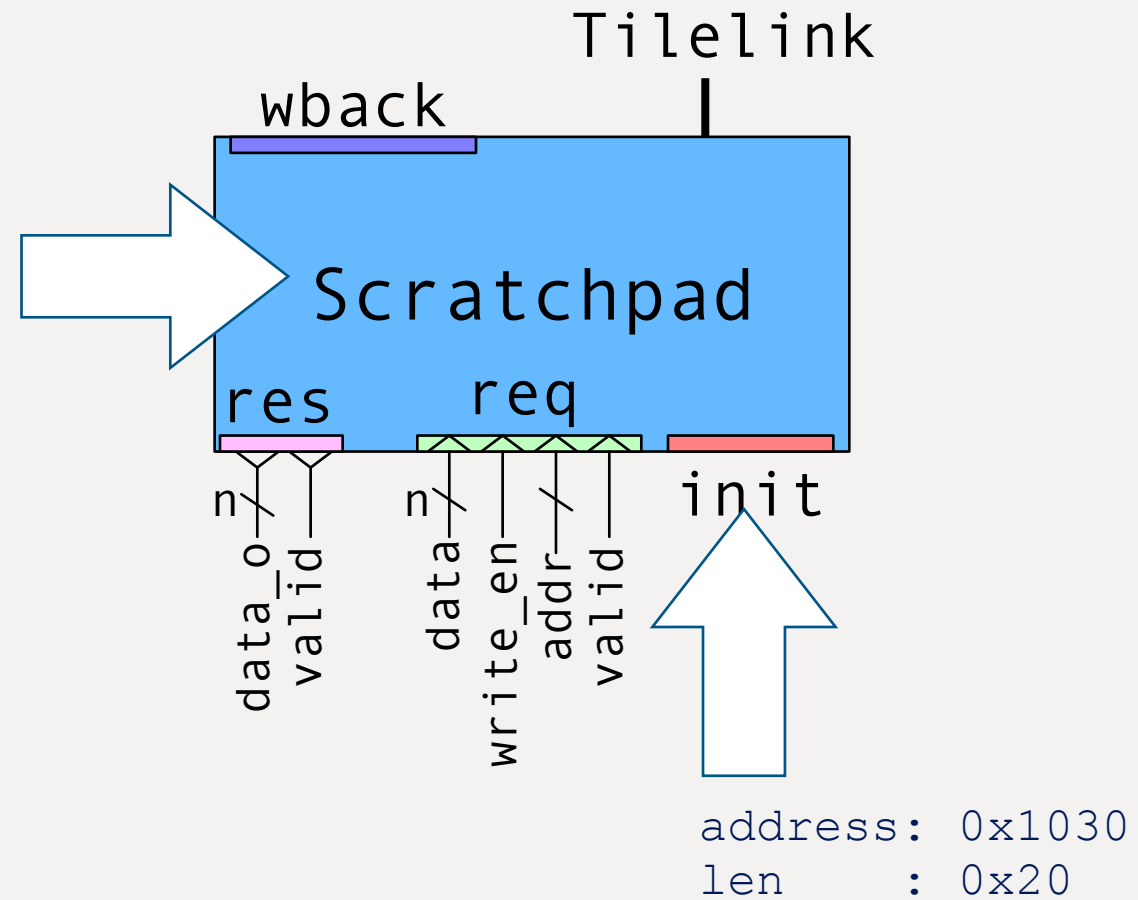 Tilelink
wback
Scratchpad
res
req
init
n
n
data_o
valid
data
write_en
addr
valid
address: 0x1030
len    : 0x20